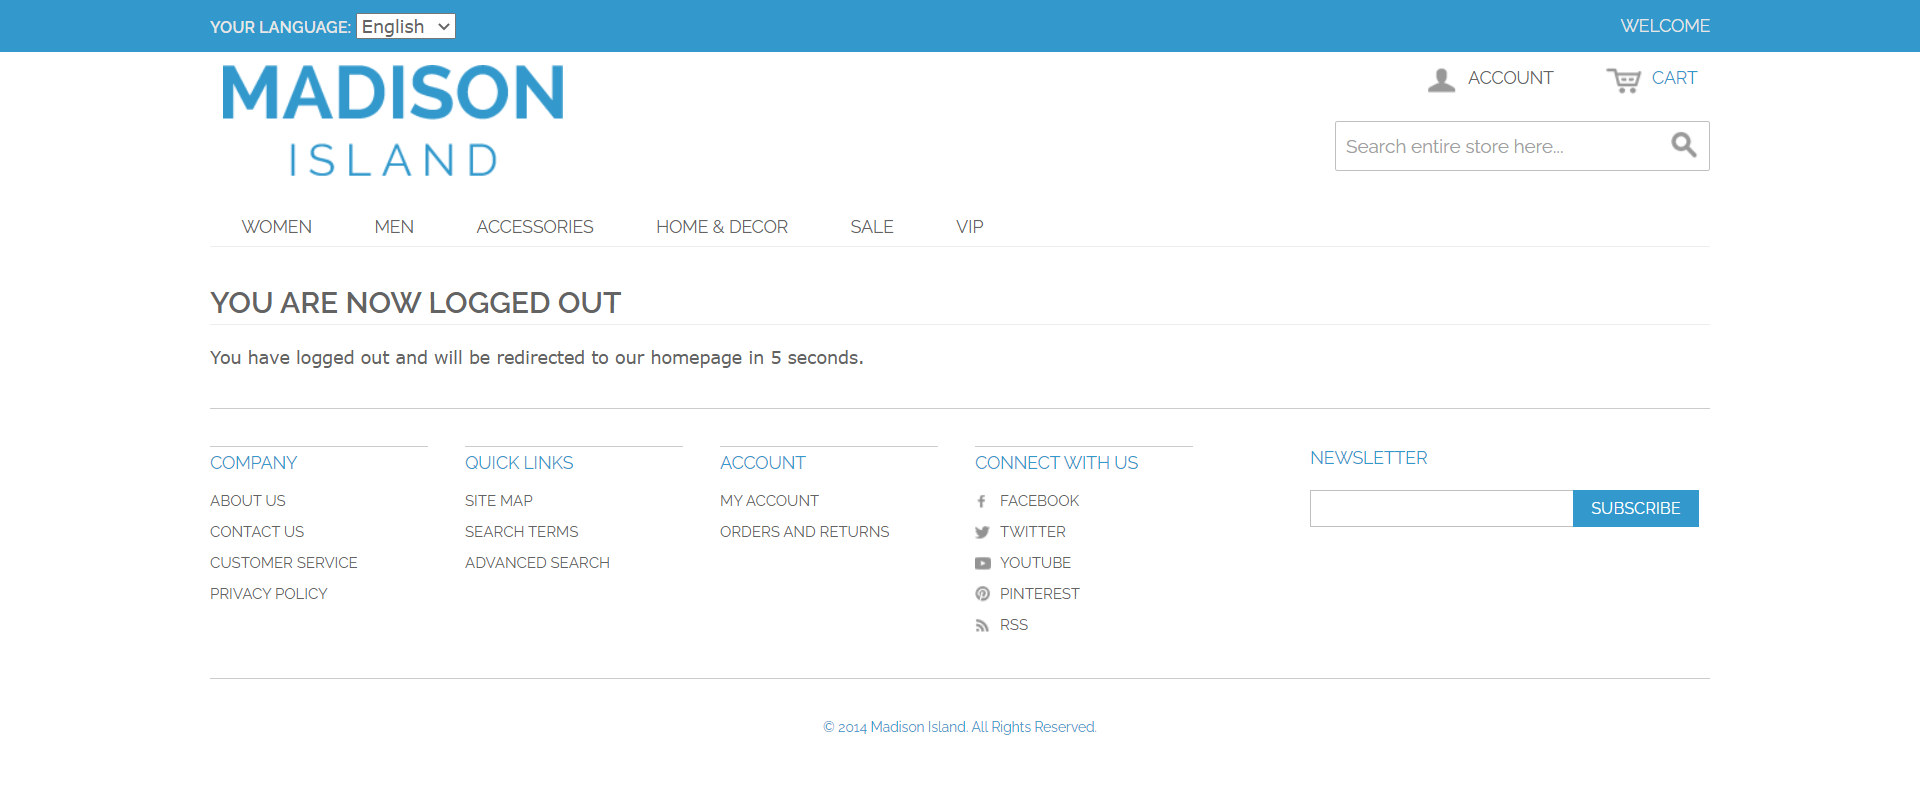 YOUR LANGUAGE: English
WELCOME
MADISON
ISLAND
ACCOUNT
CART
Search entire store here...
WOMEN
MEN
ACCESSORIES
HOME & DECOR
SALE
VIP
YOU ARE NOW LOGGED OUT
You have logged out and will be redirected to our homepage in 5 seconds.
COMPANY
ABOUT US
CONTACT US
CUSTOMER SERVICE
PRIVACY POLICY
QUICK LINKS
SITE MAP
SEARCH TERMS
ADVANCED SEARCH
ACCOUNT
MY ACCOUNT
ORDERS AND RETURNS
CONNECT WITH US
FACEBOOK
TWITTER
YOUTUBE
PINTEREST
RSS
NEWSLETTER
SUBSCRIBE
© 2014 Madison Island. All Rights Reserved.